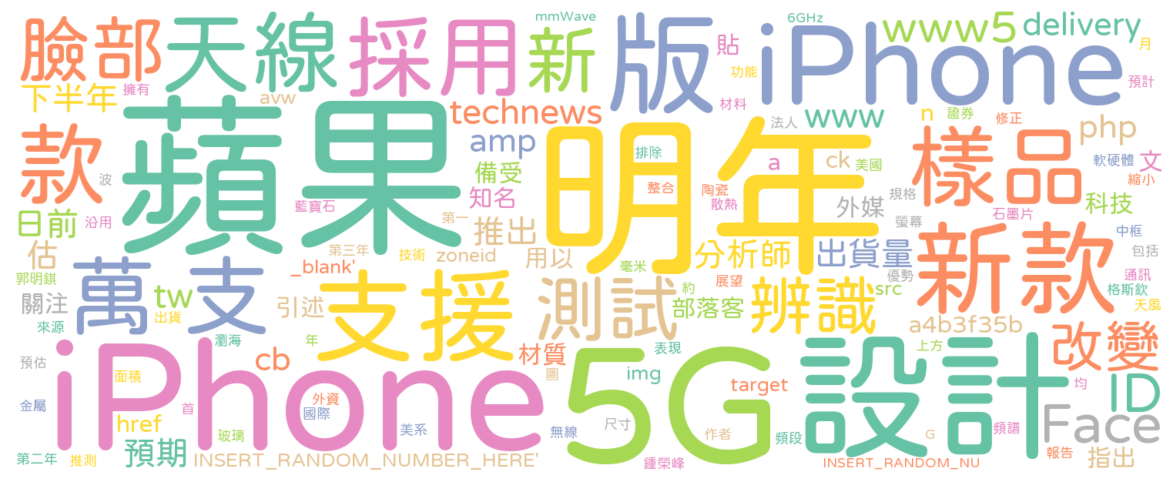 mmWave 6GHz
臉部 天線 採用 新 版 iPhone www5 delivery
貼 功能 月 預計
下半年 擁有 avw technews 材料 法人 www n 證券 修正 php
款 蘋果 amp 明年 樣品
備受 排除 a ck 美國 文 軟硬體
波 知名 整合 陶瓷 縮小
日前 沿用 藍寶石 散熱 外媒 規格 石墨片 科技
第一 推出 螢幕 中框
估 第三年 技術 zoneid 用以 分析師 出貨量 新款 包括
郭明錤 _blank' 毫米 展望 優勢 通訊
萬支 支援 測試 辨識 src 格斯欽
關注 tw 引述 約 部落客 天風
來源 出貨 瀏海 年 a4b3f35b
預估 iPhone cb 材質 表現 5G 設計 上方 改變
面積 圖 img target 均 ID
金屬 href 首 外資 國際 Face
預期 玻璃 美系 無線 尺寸 作者 頻段 G 頻譜
第二年 推測 INSERT_RANDOM_NUMBER_HERE' 鍾榮峰 INSERT_RANDOM_NU 報告 指出